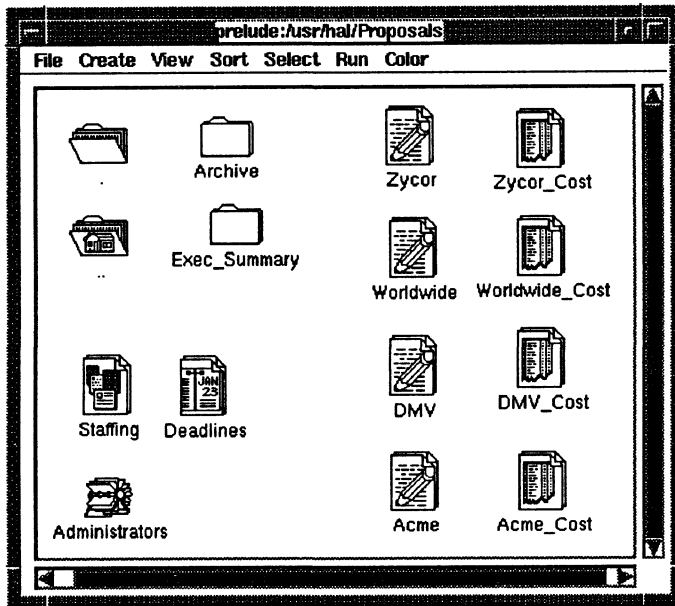 prelude:/usr/hal/Proposals
File Create View Sort Select Run Color
.
Archive
Zycor
Zycor_Cost
..
Exec_Summary
Worldwide
Worldwide_Cost
JAN
23
Staffing
Deadlines
DMV
DMV_Cost
Administrators
Acme
Acme_Cost